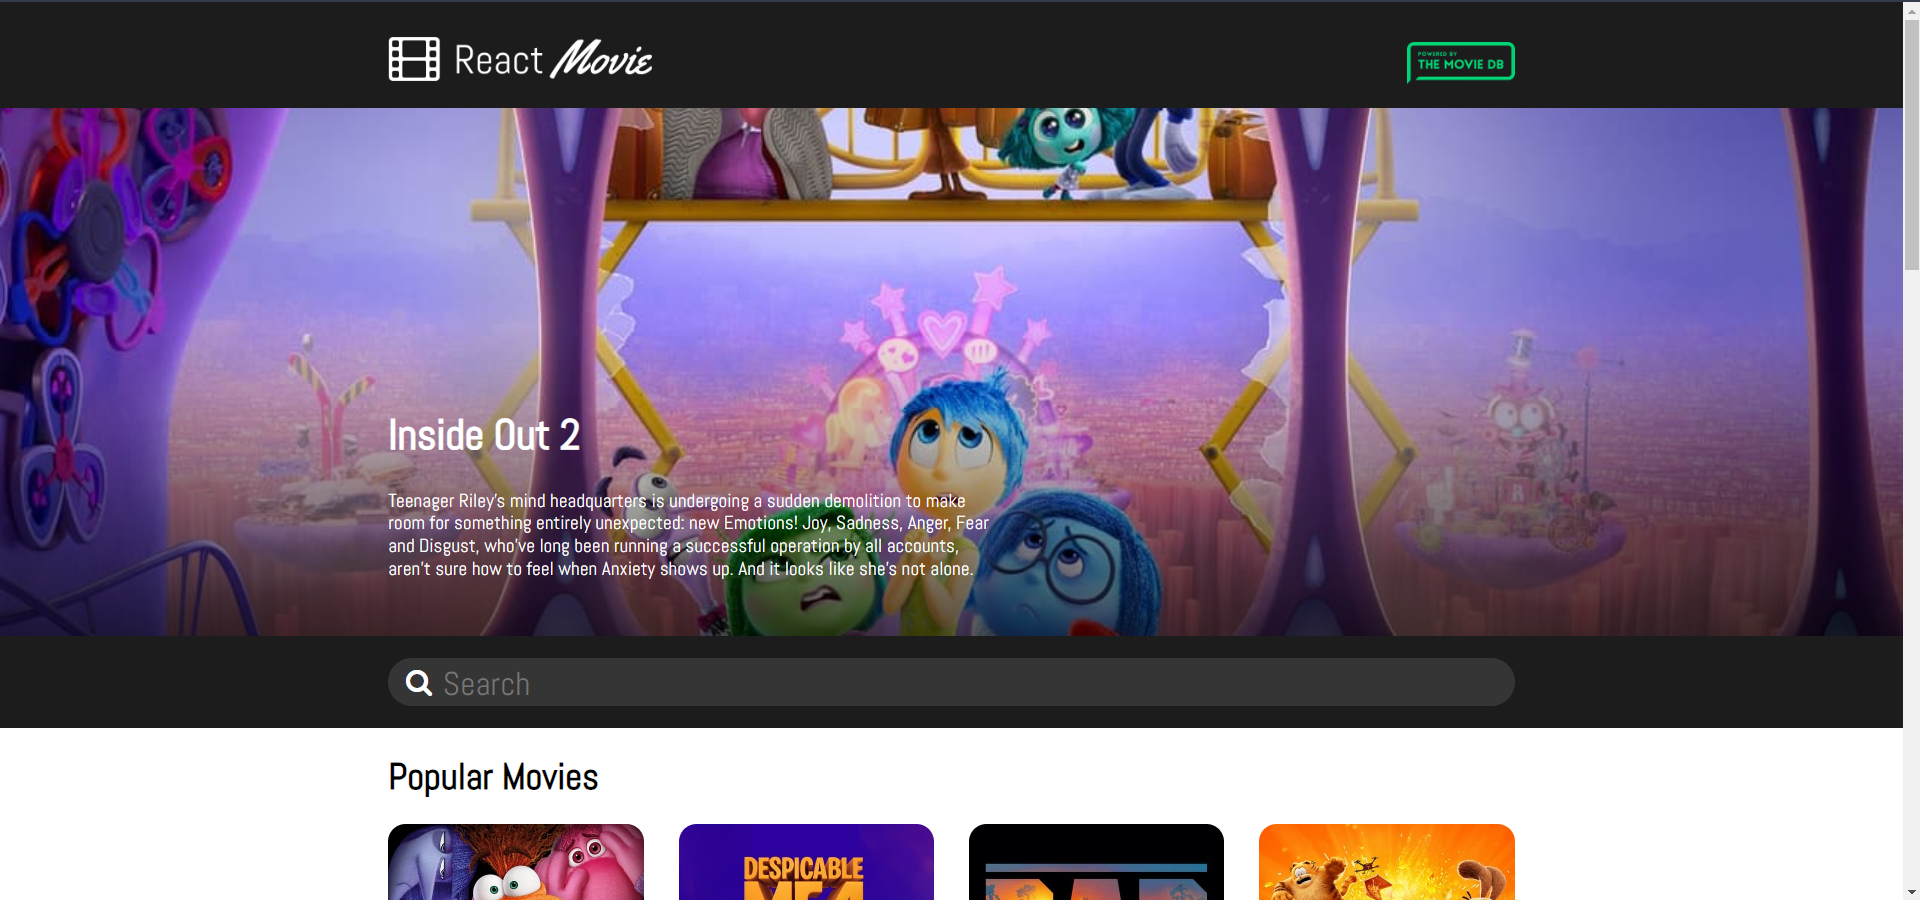 React Movie
POWERED BY
THE MOVIE DB
Inside Out 2
Teenager Riley's mind headquarters is undergoing a sudden demolition to make
room for something entirely unexpected: new Emotions! Joy, Sadness, Anger, Fear
and Disgust, who've long been running a successful operation by all accounts,
aren't sure how to feel when Anxiety shows up. And it looks like she's not alone.
Search
Popular Movies
DESPICABLE
ME 4